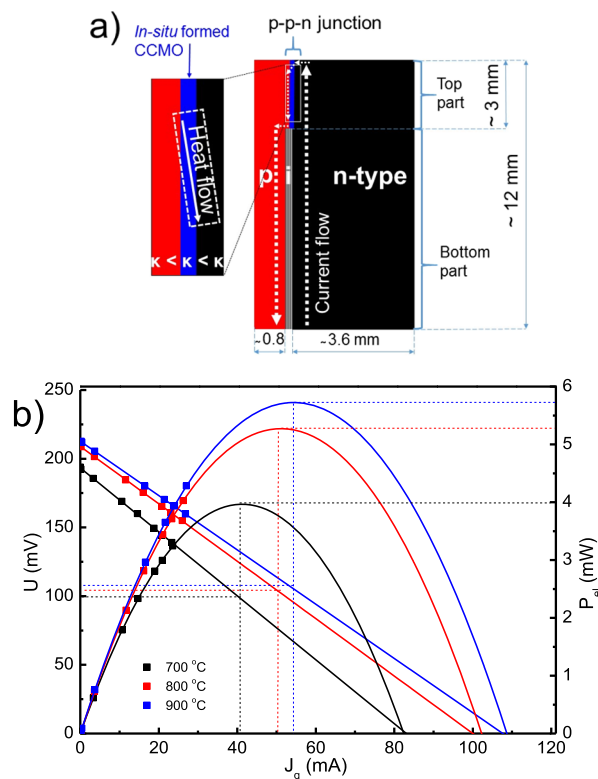 a)
In-situ formed
CCMO
p-p-n junction
Heat flow
κ < κ < κ
p i n-type
Current flow
Top
part
Bottom
part
~ 3 mm
~ 12 mm
~0.8 ~3.6 mm
b)
250
200
150
100
50
0
U (mV)
6
5
4
3
2
1
0
P_el (mW)
700 °C
800 °C
900 °C
0 20 40 60 80 100 120
J_q (mA)